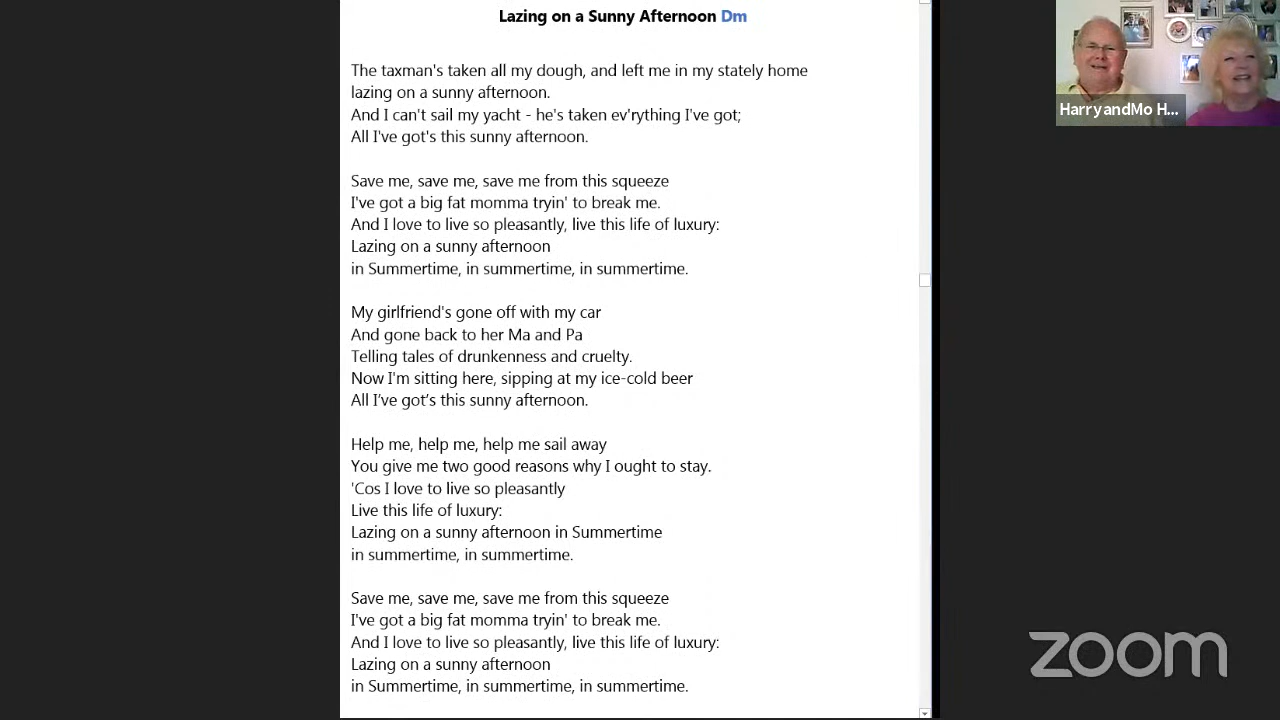 Lazing on a Sunny Afternoon Dm
The taxman's taken all my dough, and left me in my stately home
lazing on a sunny afternoon.
And I can't sail my yacht - he's taken ev'rything I've got;
All I've got's this sunny afternoon.
Save me, save me, save me from this squeeze
I've got a big fat momma tryin' to break me.
And I love to live so pleasantly, live this life of luxury:
Lazing on a sunny afternoon
in Summertime, in summertime, in summertime.
My girlfriend's gone off with my car
And gone back to her Ma and Pa
Telling tales of drunkenness and cruelty.
Now I'm sitting here, sipping at my ice-cold beer
All I’ve got’s this sunny afternoon.
Help me, help me, help me sail away
You give me two good reasons why I ought to stay.
'Cos I love to live so pleasantly
Live this life of luxury:
Lazing on a sunny afternoon in Summertime
in summertime, in summertime.
Save me, save me, save me from this squeeze
I've got a big fat momma tryin' to break me.
And I love to live so pleasantly, live this life of luxury:
Lazing on a sunny afternoon
in Summertime, in summertime, in summertime.
HarryandMo H...
zoom